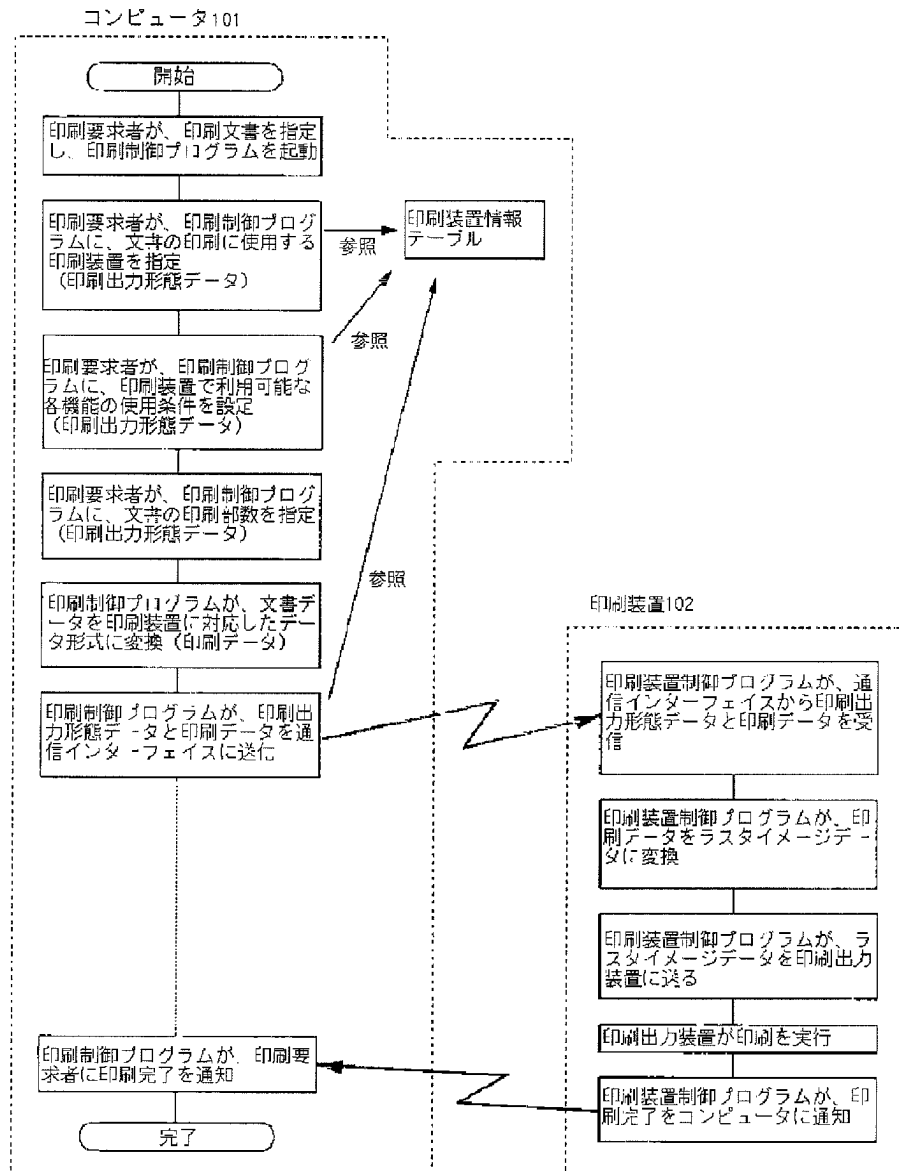 コンピュータ101
開始
印刷要求者が、印刷文書を指定
し、印刷制御プログラムを起動
印刷要求者が、印刷制御プログ
ラムに、文書の印刷に使用する
印刷装置を指定
（印刷出力形態データ）
参照
印刷装置情報
テーブル
参照
印刷要求者が、印刷制御プログ
ラムに、印刷装置で利用可能な
各機能の使用条件を設定
（印刷出力形態データ）
印刷要求者が、印刷制御プログ
ラムに、文書の印刷部数を指定
（印刷出力形態データ）
参照
印刷制御プログラムが、文書デ
ータを印刷装置に対応したデー
タ形式に変換（印刷データ）
印刷制御プログラムが、印刷出
力形態データと印刷データを通
信インターフェイスに送信
印刷装置102
印刷装置制御プログラムが、通
信インターフェイスから印刷出
力形態データと印刷データを受
信
印刷装置制御プログラムが、印
刷データをラスタイメージデー
タに変換
印刷装置制御プログラムが、ラ
スタイメージデータを印刷出力
装置に送る
印刷出力装置が印刷を実行
印刷装置制御プログラムが、印
刷完了をコンピュータに通知
印刷制御プログラムが、印刷要
求者に印刷完了を通知
完了